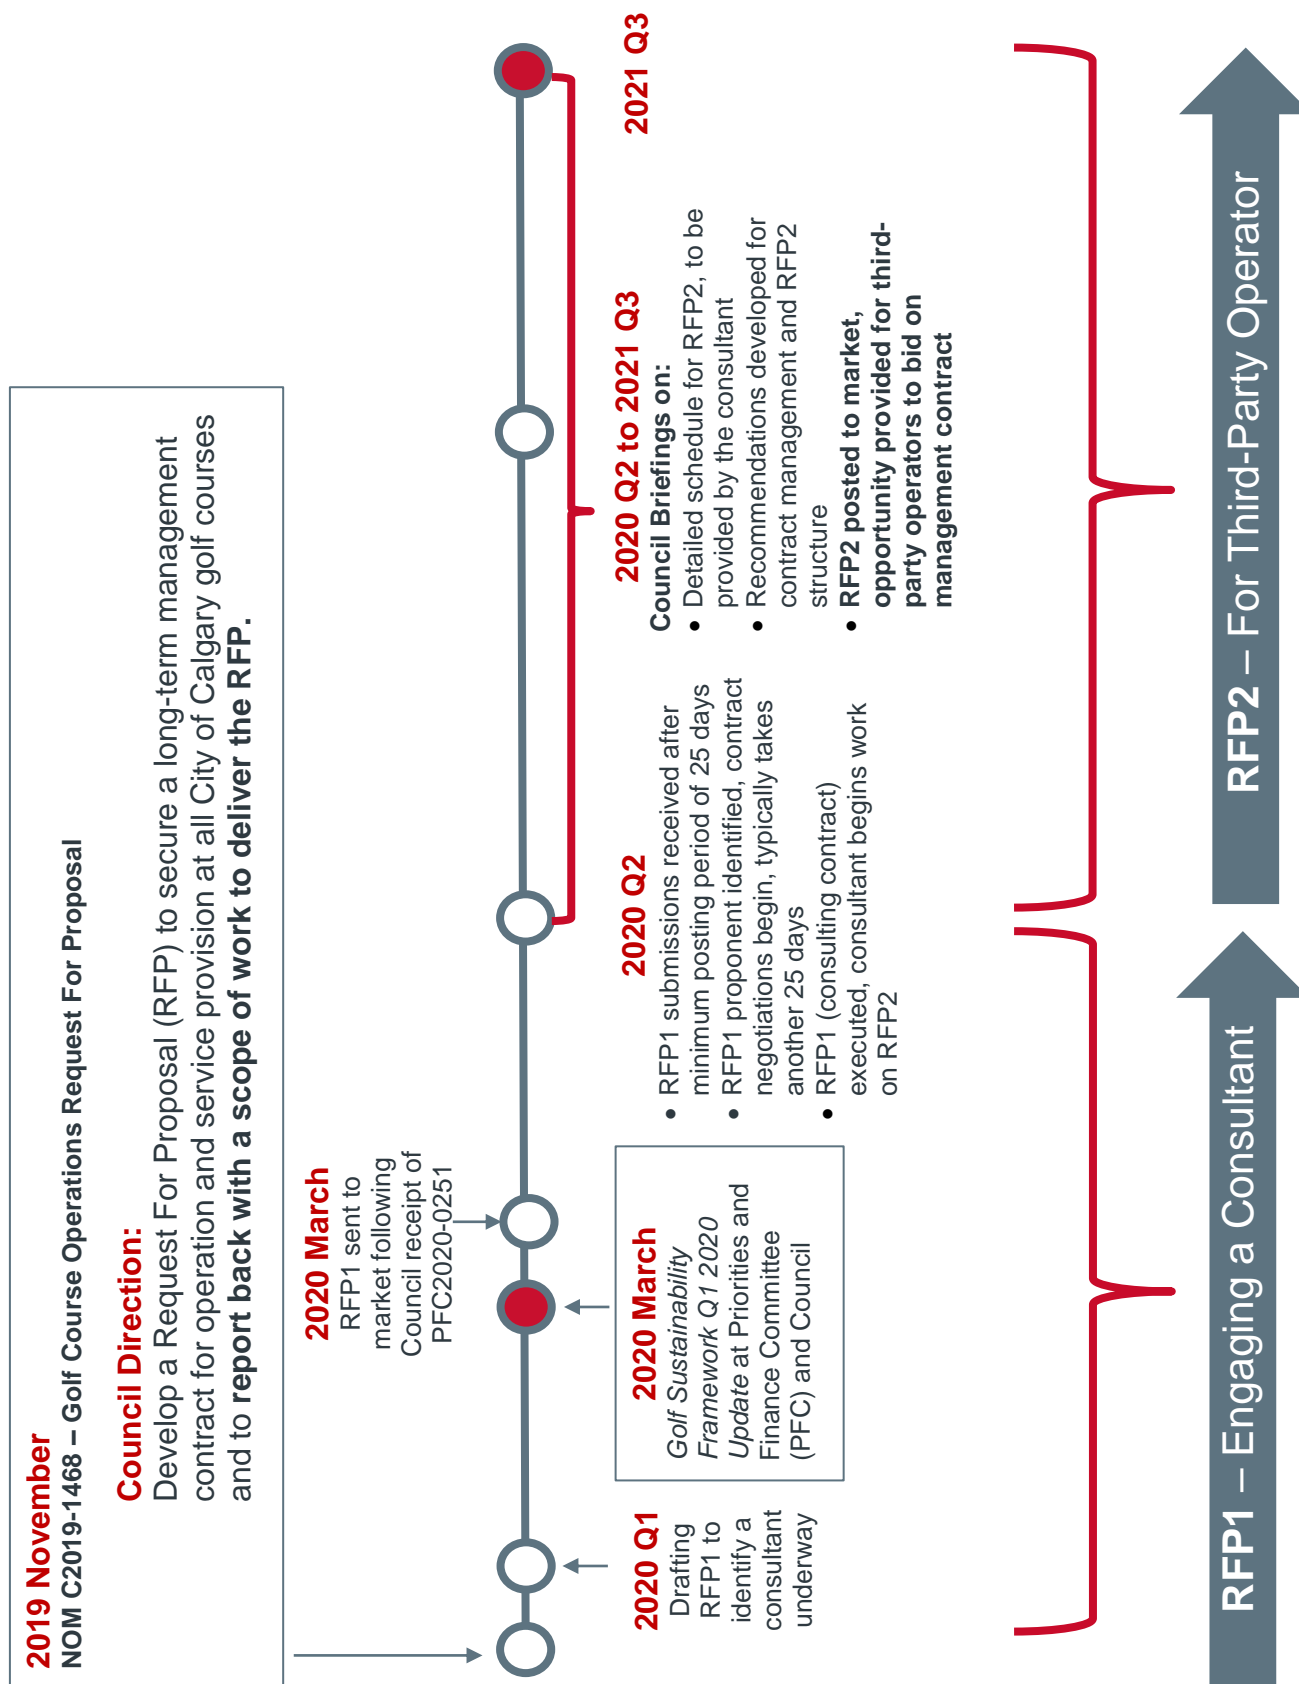 2019 November
NOM C2019-1468 – Golf Course Operations Request For Proposal
Council Direction:
Develop a Request For Proposal (RFP) to secure a long-term management
contract for operation and service provision at all City of Calgary golf courses
and to report back with a scope of work to deliver the RFP.
2020 March
RFP1 sent to
market following
Council receipt of
PFC2020-0251
2020 Q1
Drafting
RFP1 to
identify a
consultant
underway
2020 March
Golf Sustainability
Framework Q1 2020
Update at Priorities and
Finance Committee
(PFC) and Council
2020 Q2
• RFP1 submissions received after
minimum posting period of 25 days
• RFP1 proponent identified, contract
negotiations begin, typically takes
another 25 days
• RFP1 (consulting contract)
executed, consultant begins work
on RFP2
2020 Q2 to 2021 Q3
Council Briefings on:
• Detailed schedule for RFP2, to be
provided by the consultant
• Recommendations developed for
contract management and RFP2
structure
• RFP2 posted to market,
opportunity provided for third-
party operators to bid on
management contract
2021 Q3
RFP1 – Engaging a Consultant
RFP2 – For Third-Party Operator